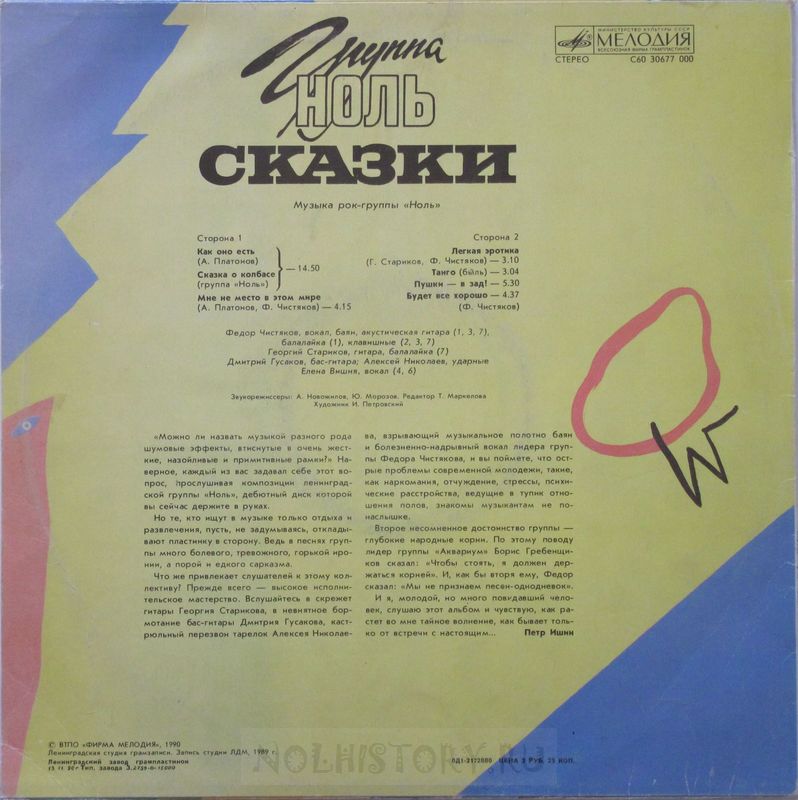 Группа
НОЛЬ
СКАЗКИ
МИНИСТЕРСТВО КУЛЬТУРЫ СССР
МЕЛОДИЯ
ВСЕСОЮЗНАЯ ФИРМА ГРАМПЛАСТИНОК
СТЕРЕО С60 30677 000
Музыка рок-группы «Ноль»
Сторона 1
Как оно есть
(А. Платонов)
Сказка о колбасе
(группа «Ноль»)
— 14.50
Мне не место в этом мире
(А. Платонов, Ф. Чистяков) — 4.15
Сторона 2
Легкая эротика
(Г. Стариков, Ф. Чистяков) — 3.10
Танго (быль) — 3.04
Пушки — в зад! — 5.30
Будет все хорошо — 4.37
(Ф. Чистяков)
Федор Чистяков, вокал, баян, акустическая гитара (1, 3, 7),
балалайка (1), клавишные (2, 3, 7)
Георгий Стариков, гитара, балалайка (7)
Дмитрий Гусаков, бас-гитара; Алексей Николаев, ударные
Елена Вишня, вокал (4, 6)
Звукорежиссеры: А. Новожилов, Ю. Морозов. Редактор Т. Маркелова
Художник И. Петровский
«Можно ли назвать музыкой разного рода
шумовые эффекты, втиснутые в очень жест-
кие, назойливые и примитивные рамки?» На-
верное, каждый из вас задавал себе этот во-
прос, прослушивая композиции ленинград-
ской группы «Ноль», дебютный диск которой
вы сейчас держите в руках.
Но те, кто ищут в музыке только отдыха и
развлечения, пусть, не задумываясь, отклады-
вают пластинку в сторону. Ведь в песнях груп-
пы много болевого, тревожного, горькой иро-
нии, а порой и едкого сарказма.
Что же привлекает слушателей к этому кол-
лективу? Прежде всего — высокое исполни-
тельское мастерство. Вслушайтесь в скрежет
гитары Георгия Старикова, в невнятное бор-
мотание бас-гитары Дмитрия Гусакова, каст-
рюльный перезвон тарелок Алексея Николае-
ва, взрывающий музыкальное полотно баян
и болезненно-надрывный вокал лидера груп-
пы Федора Чистякова, и вы поймете, что ост-
рые проблемы современной молодежи, такие,
как наркомания, отчуждение, стрессы, психи-
ческие расстройства, ведущие в тупик отно-
шения полов, знакомы музыкантам не по-
наслышке.
Второе несомненное достоинство группы —
глубокие народные корни. По этому поводу
лидер группы «Аквариум» Борис Гребенщи-
ков сказал: «Чтобы стоять, я должен дер-
жаться корней». И, как бы вторя ему, Федор
сказал: «Мы не признаем песен-однодневок».
И я, молодой, но много повидавший чело-
век, слушаю этот альбом и чувствую, как ра-
стет во мне тайное волнение, как бывает толь-
ко от встречи с настоящим... Петр Ишин
© ВТПО «ФИРМА МЕЛОДИЯ», 1990
Ленинградская студия грамзаписи. Запись студии ЛДМ, 1989 г.
Ленинградский завод грампластинок
Тип. завода
ЦЕНА 3 РУБ. 25 КОП.
NOLHISTORY.RU